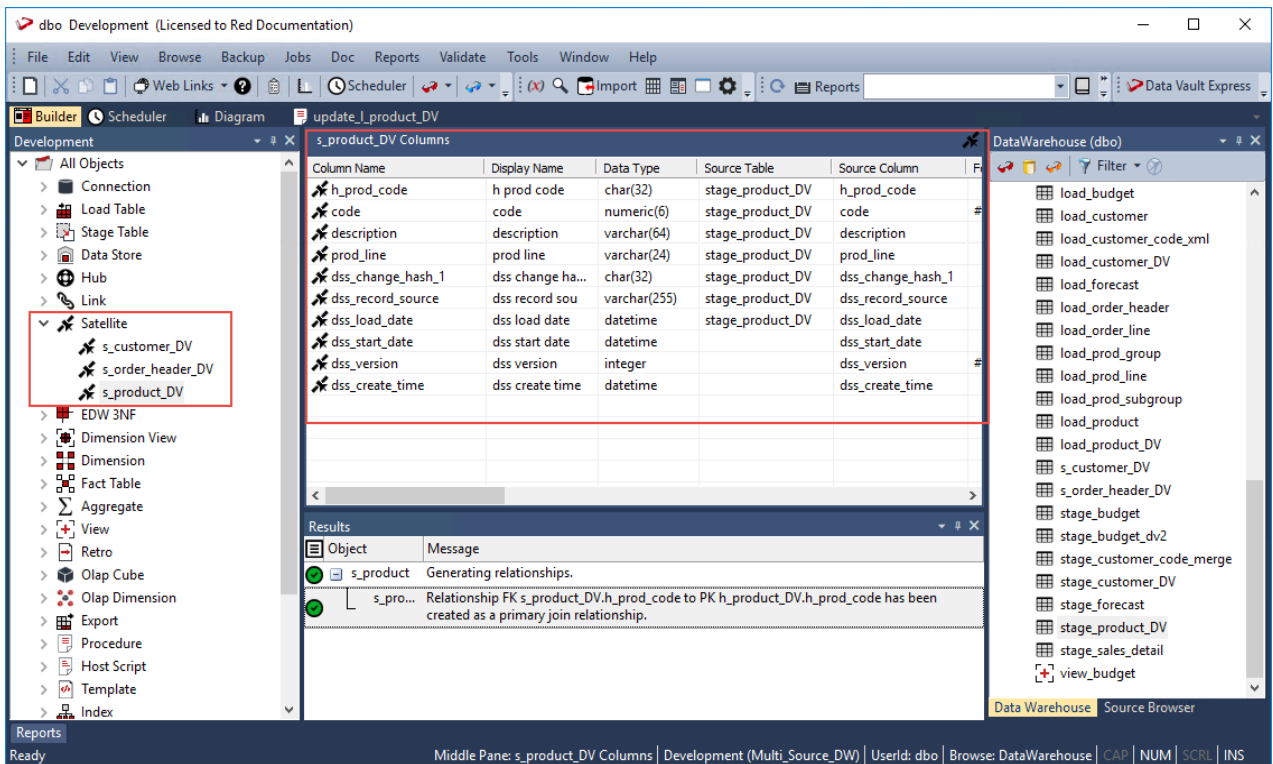 dbo Development (Licensed to Red Documentation)
File Edit View Browse Backup Jobs Doc Reports Validate Tools Window Help
Web Links Scheduler (x) Import Reports Data Vault Express
Builder Scheduler Diagram update_l_product_DV
Development
All Objects
Connection
Load Table
Stage Table
Data Store
Hub
Link
Satellite
s_customer_DV
s_order_header_DV
s_product_DV
EDW 3NF
Dimension View
Dimension
Fact Table
Aggregate
View
Retro
Olap Cube
Olap Dimension
Export
Procedure
Host Script
Template
Index
s_product_DV Columns
Column Name Display Name Data Type Source Table Source Column
h_prod_code h prod code char(32) stage_product_DV h_prod_code
code code numeric(6) stage_product_DV code #
description description varchar(64) stage_product_DV description
prod_line prod line varchar(24) stage_product_DV prod_line
dss_change_hash_1 dss change ha... char(32) stage_product_DV dss_change_hash_1
dss_record_source dss record sou varchar(255) stage_product_DV dss_record_source
dss_load_date dss load date datetime stage_product_DV dss_load_date
dss_start_date dss start date datetime dss_start_date
dss_version dss version integer dss_version #
dss_create_time dss create time datetime dss_create_time
Results
Object Message
s_product Generating relationships.
s_pro... Relationship FK s_product_DV.h_prod_code to PK h_product_DV.h_prod_code has been
created as a primary join relationship.
DataWarehouse (dbo)
Filter
load_budget
load_customer
load_customer_code_xml
load_customer_DV
load_forecast
load_order_header
load_order_line
load_prod_group
load_prod_line
load_prod_subgroup
load_product
load_product_DV
s_customer_DV
s_order_header_DV
stage_budget
stage_budget_dv2
stage_customer_code_merge
stage_customer_DV
stage_forecast
stage_product_DV
stage_sales_detail
view_budget
Data Warehouse Source Browser
Reports
Ready Middle Pane: s_product_DV Columns Development (Multi_Source_DW) UserId: dbo Browse: DataWarehouse CAP NUM SCRL INS